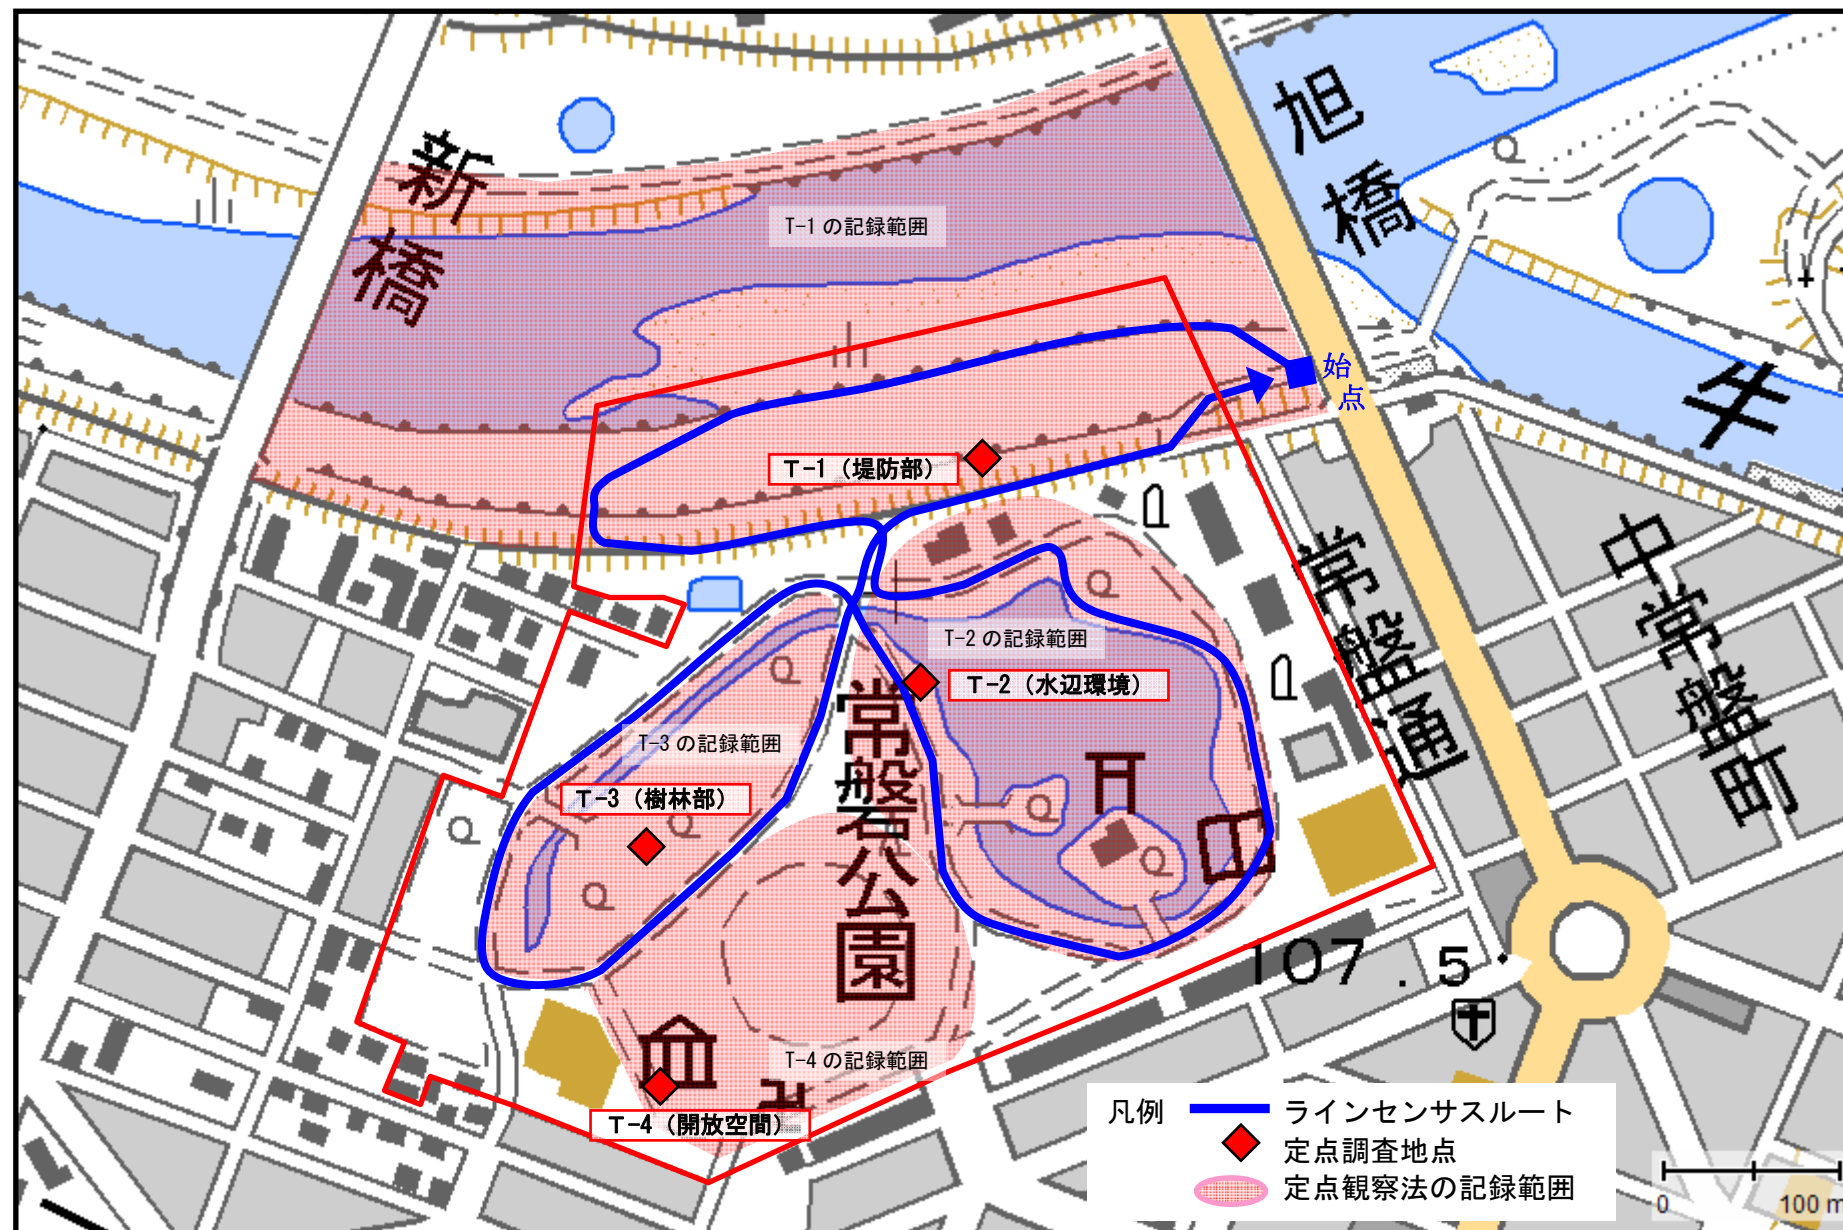 新橋
旭橋
T-1 の記録範囲
始点
T-1（堤防部）
牛
常盤通
中常盤町
T-2 の記録範囲
T-2（水辺環境）
常磐公園
T-3 の記録範囲
T-3（樹林部）
107.5
T-4 の記録範囲
T-4（開放空間）
凡例
ラインセンサスルート
定点調査地点
定点観察法の記録範囲
0 100 m